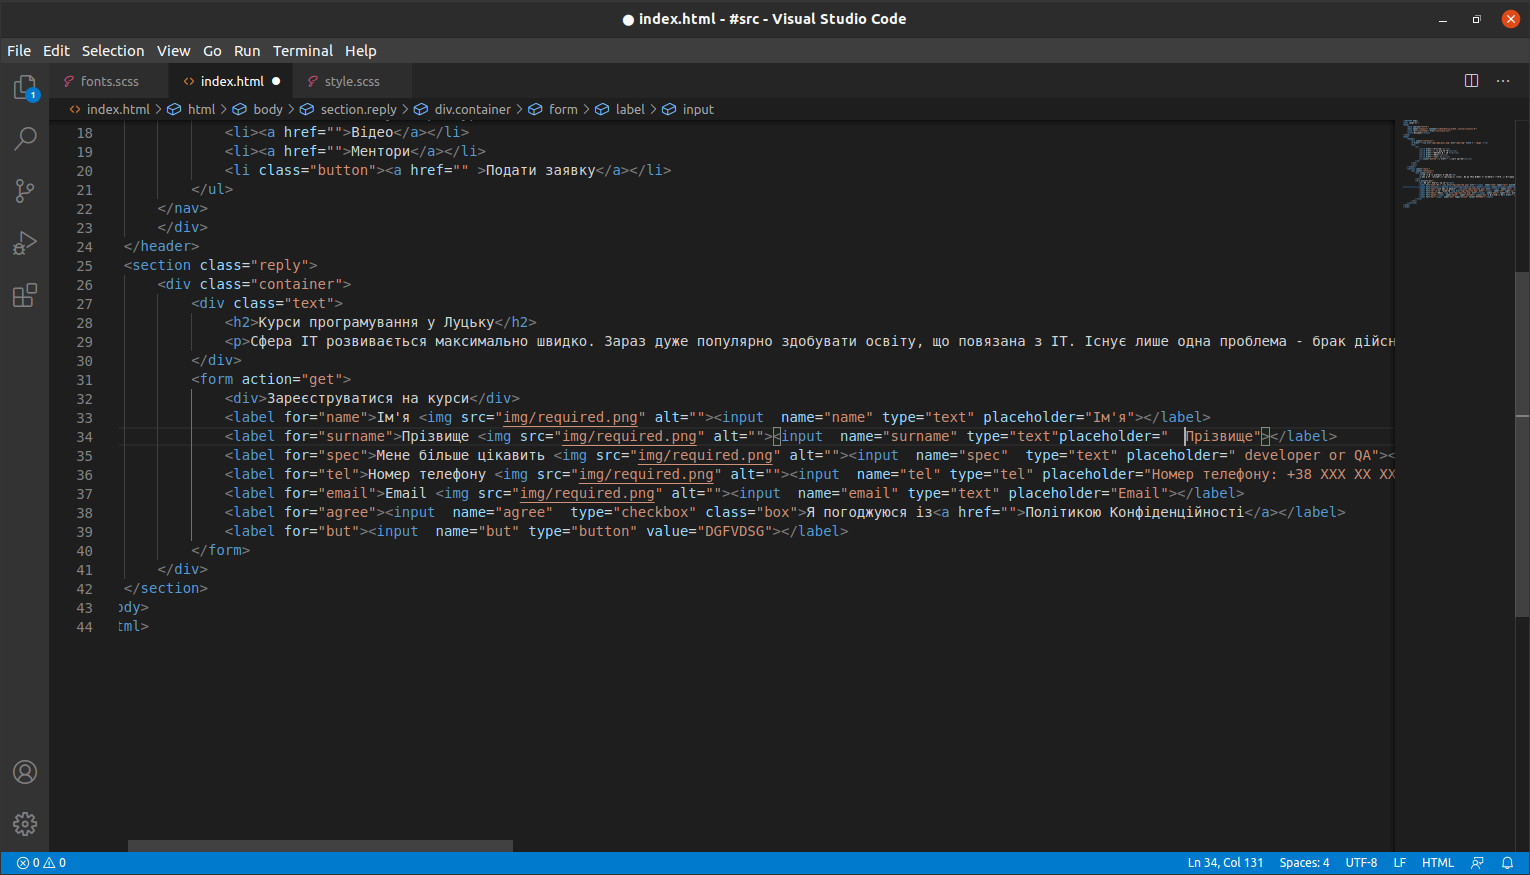 ● index.html - #src - Visual Studio Code
File Edit Selection View Go Run Terminal Help
1
fonts.scss index.html ● style.scss
index.html > html > body > section.reply > div.container > form > label > input
18 <li><a href="">Відео</a></li>
19 <li><a href="">Ментори</a></li>
20 <li class="button"><a href="" >Подати заявку</a></li>
21 </ul>
22 </nav>
23 </div>
24 </header>
25 <section class="reply">
26 <div class="container">
27 <div class="text">
28 <h2>Курси програмування у Луцьку</h2>
29 <p>Сфера ІТ розвивається максимально швидко. Зараз дуже популярно здобувати освіту, що повязана з ІТ. Існує лише одна проблема - брак дійсн
30 </div>
31 <form action="get">
32 <div>Зареєструватися на курси</div>
33 <label for="name">Ім'я <img src="img/required.png" alt=""><input  name="name" type="text" placeholder="Ім'я"></label>
34 <label for="surname">Прізвище <img src="img/required.png" alt=""><input  name="surname" type="text"placeholder="  Прізвище"></label>
35 <label for="spec">Мене більше цікавить <img src="img/required.png" alt=""><input  name="spec"  type="text" placeholder=" developer or QA"><
36 <label for="tel">Номер телефону <img src="img/required.png" alt=""><input  name="tel" type="tel" placeholder="Номер телефону: +38 XXX XX XX
37 <label for="email">Email <img src="img/required.png" alt=""><input  name="email" type="text" placeholder="Email"></label>
38 <label for="agree"><input  name="agree"  type="checkbox" class="box">Я погоджуюся із<a href="">Політикою Конфіденційності</a></label>
39 <label for="but"><input  name="but" type="button" value="DGFVDSG"></label>
40 </form>
41 </div>
42 </section>
43 ody>
44 tml>
0 0 Ln 34, Col 131 Spaces: 4 UTF-8 LF HTML